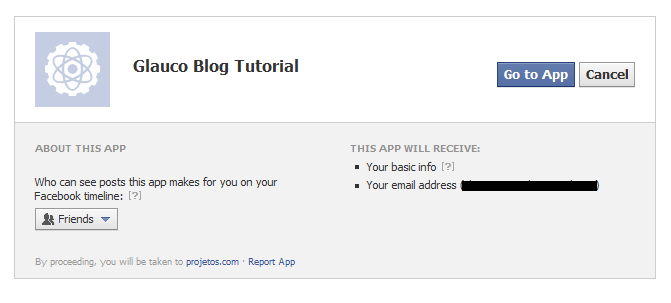 Glauco Blog Tutorial
Go to App
Cancel
ABOUT THIS APP
Who can see posts this app makes for you on your
Facebook timeline: [?]
Friends
THIS APP WILL RECEIVE:
Your basic info [?]
Your email address ( )
By proceeding, you will be taken to projetos.com · Report App